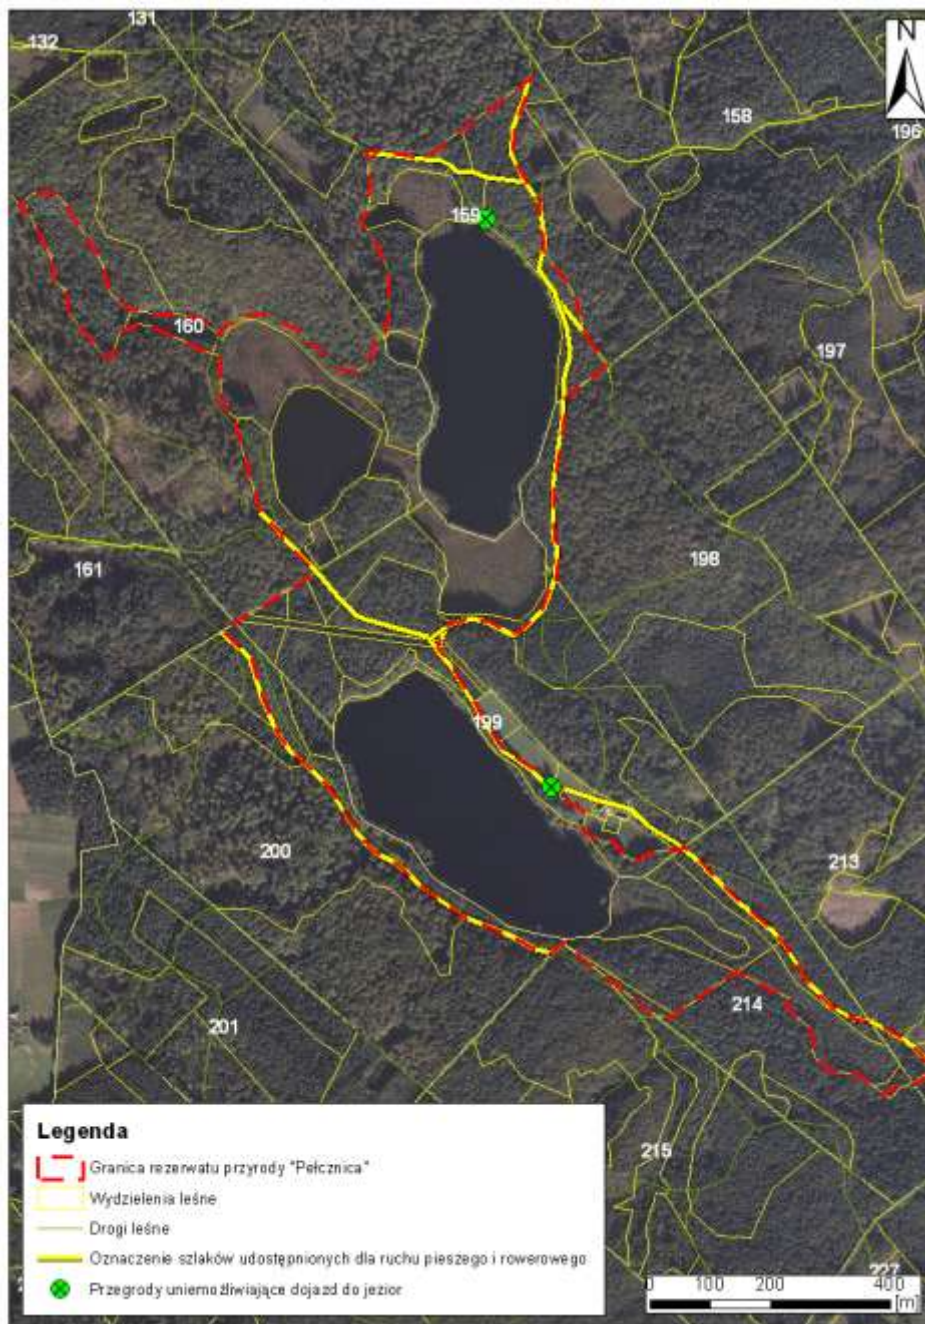 131
132
N
158
196
159
160
197
161
198
199
200
213
214
201
215
227
Legenda
Granica rezerwatu przyrody "Pełcznica"
Wydzielenia leśne
Drogi leśne
Oznaczenie szlaków udostępnionych dla ruchu pieszego i rowerowego
Przegrody uniemożliwiające dojazd do jezior
0 100 200 400
[m]